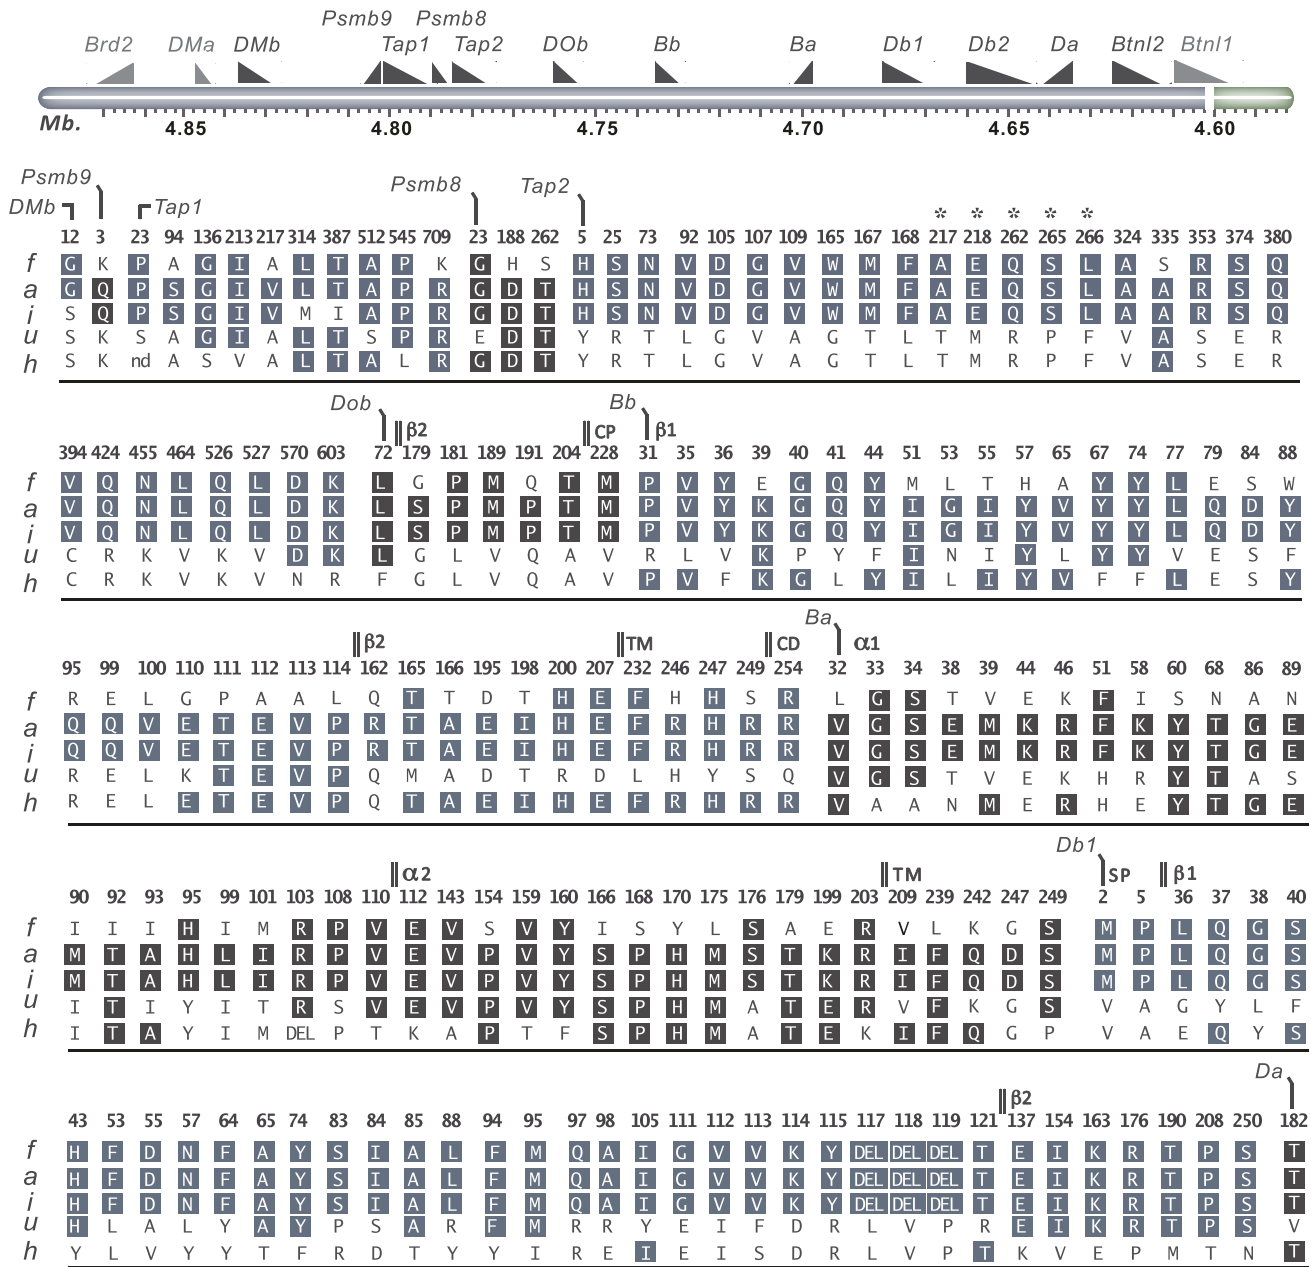 Psmb9 Psmb8
Brd2 DMa DMb Tap1 Tap2 DOb Bb Ba Db1 Db2 Da Btnl2 Btnl1
Mb. 4.85 4.80 4.75 4.70 4.65 4.60
Psmb9 Psmb8 Tap2
DMb Tap1 * * * * *
12 3 23 94 136 213 217 314 387 512 545 709 23 188 262 5 25 73 92 105 107 109 165 167 168 217 218 262 265 266 324 335 353 374 380
f G K P A G I A L T A P K G H S H S N V D G V W M F A E Q S L A S R S Q
a G Q P S G I V L T A P R G D T H S N V D G V W M F A E Q S L A A R S Q
i S Q P S G I V M I A P R G D T H S N V D G V W M F A E Q S L A A R S Q
u S K S A G I A L T S P R E D T Y R T L G V A G T L T M R P F V A S E R
h S K nd A S V A L T A L R G D T Y R T L G V A G T L T M R P F V A S E R
Dob β2 CP Bb β1
394 424 455 464 526 527 570 603 72 179 181 189 191 204 228 31 35 36 39 40 41 44 51 53 55 57 65 67 74 77 79 84 88
f V Q N L Q L D K L G P M Q T M P V Y E G Q Y M L T H A Y Y L E S W
a V Q N L Q L D K L S P M P T M P V Y K G Q Y I G I Y V Y Y L Q D Y
i V Q N L Q L D K L S P M P T M P V Y K G Q Y I G I Y V Y Y L Q D Y
u C R K V K V D K L G L V Q A V R L V K P Y F I N I Y L Y Y V E S F
h C R K V K V N R F G L V Q A V P V F K G L Y I L I Y V F F L E S Y
β2 TM CD Ba α1
95 99 100 110 111 112 113 114 162 165 166 195 198 200 207 232 246 247 249 254 32 33 34 38 39 44 46 51 58 60 68 86 89
f R E L G P A A L Q T T D T H E F H H S R L G S T V E K F I S N A N
a Q Q V E T E V P R T A E I H E F R H R R V G S E M K R F K Y T G E
i Q Q V E T E V P R T A E I H E F R H R R V G S E M K R F K Y T G E
u R E L K T E V P Q M A D T R D L H Y S Q V G S T V E K H R Y T A S
h R E L E T E V P Q T A E I H E F R H R R V A A N M E R H E Y T G E
α2 TM Db1 SP β1
90 92 93 95 99 101 103 108 110 112 143 154 159 160 166 168 175 176 179 199 203 209 239 242 247 249 2 5 36 37 38 40
f I I I H I M R P V E V S V Y I S Y L S A E R V L K G S M P L Q G S
a M T A H L I R P V E V P V Y S P H M S T K R I F Q D S M P L Q G S
i M T A H L I R P V E V P V Y S P H M S T K R I F Q D S M P L Q G S
u I T I Y I T R S V E V P V Y S P H M A T E R V F K G S V A G Y L F
h I T A Y I M DEL P T K A P T F S P H M A T E K I F Q G P V A E Q Y S
β2 Da
43 53 55 57 64 65 74 83 84 85 88 94 95 97 98 105 111 112 113 114 115 117 118 119 121 137 154 163 176 190 208 250 182
f H F D N F A Y S I A L F M Q A I G V V K Y DEL DEL DEL T E I K R T P S T
a H F D N F A Y S I A L F M Q A I G V V K Y DEL DEL DEL T E I K R T P S T
i H F D N F A Y S I A L F M Q A I G V V K Y DEL DEL DEL T E I K R T P S T
u H L A L Y A Y P S A R F M R R Y E I F D R L V P R E I K R T P S V
h Y L V Y Y T F R D T Y Y I R E I E I S D R L V P T K V E P M T N T